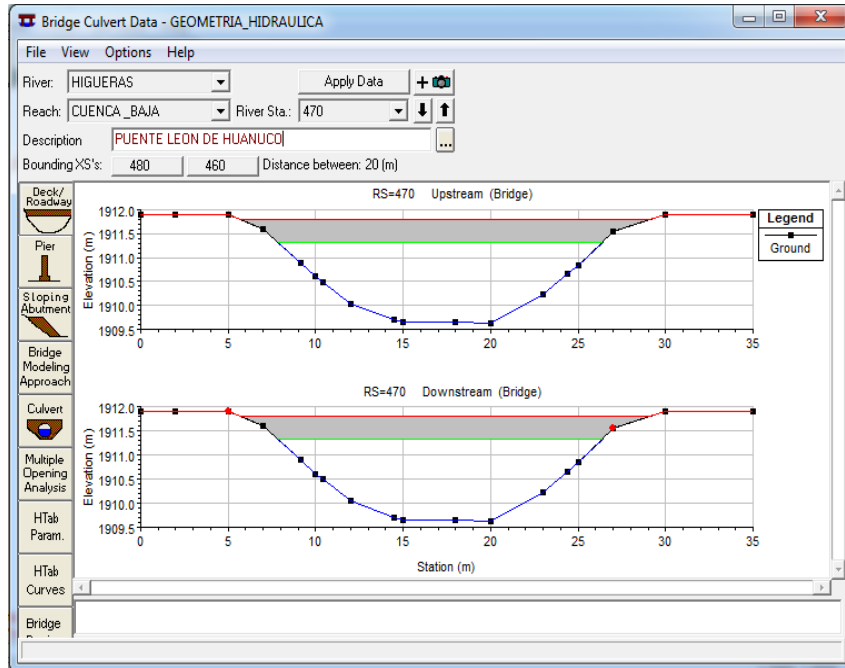 Bridge Culvert Data - GEOMETRIA_HIDRAULICA
File View Options Help
River: HIGUERAS Apply Data
Reach: CUENCA_BAJA River Sta.: 470
Description PUENTE LEON DE HUANUCO ...
Bounding XS's: 480 460 Distance between: 20 (m)
Deck/
Roadway
Pier
Sloping
Abutment
Bridge
Modeling
Approach
Culvert
Multiple
Opening
Analysis
HTab
Param.
HTab
Curves
Bridge
RS=470 Upstream (Bridge)
1912.0
1911.5
1911.0
1910.5
1910.0
1909.5
Elevation (m)
0 5 10 15 20 25 30 35
Legend
Ground
RS=470 Downstream (Bridge)
1912.0
1911.5
1911.0
1910.5
1910.0
1909.5
Elevation (m)
0 5 10 15 20 25 30 35
Station (m)